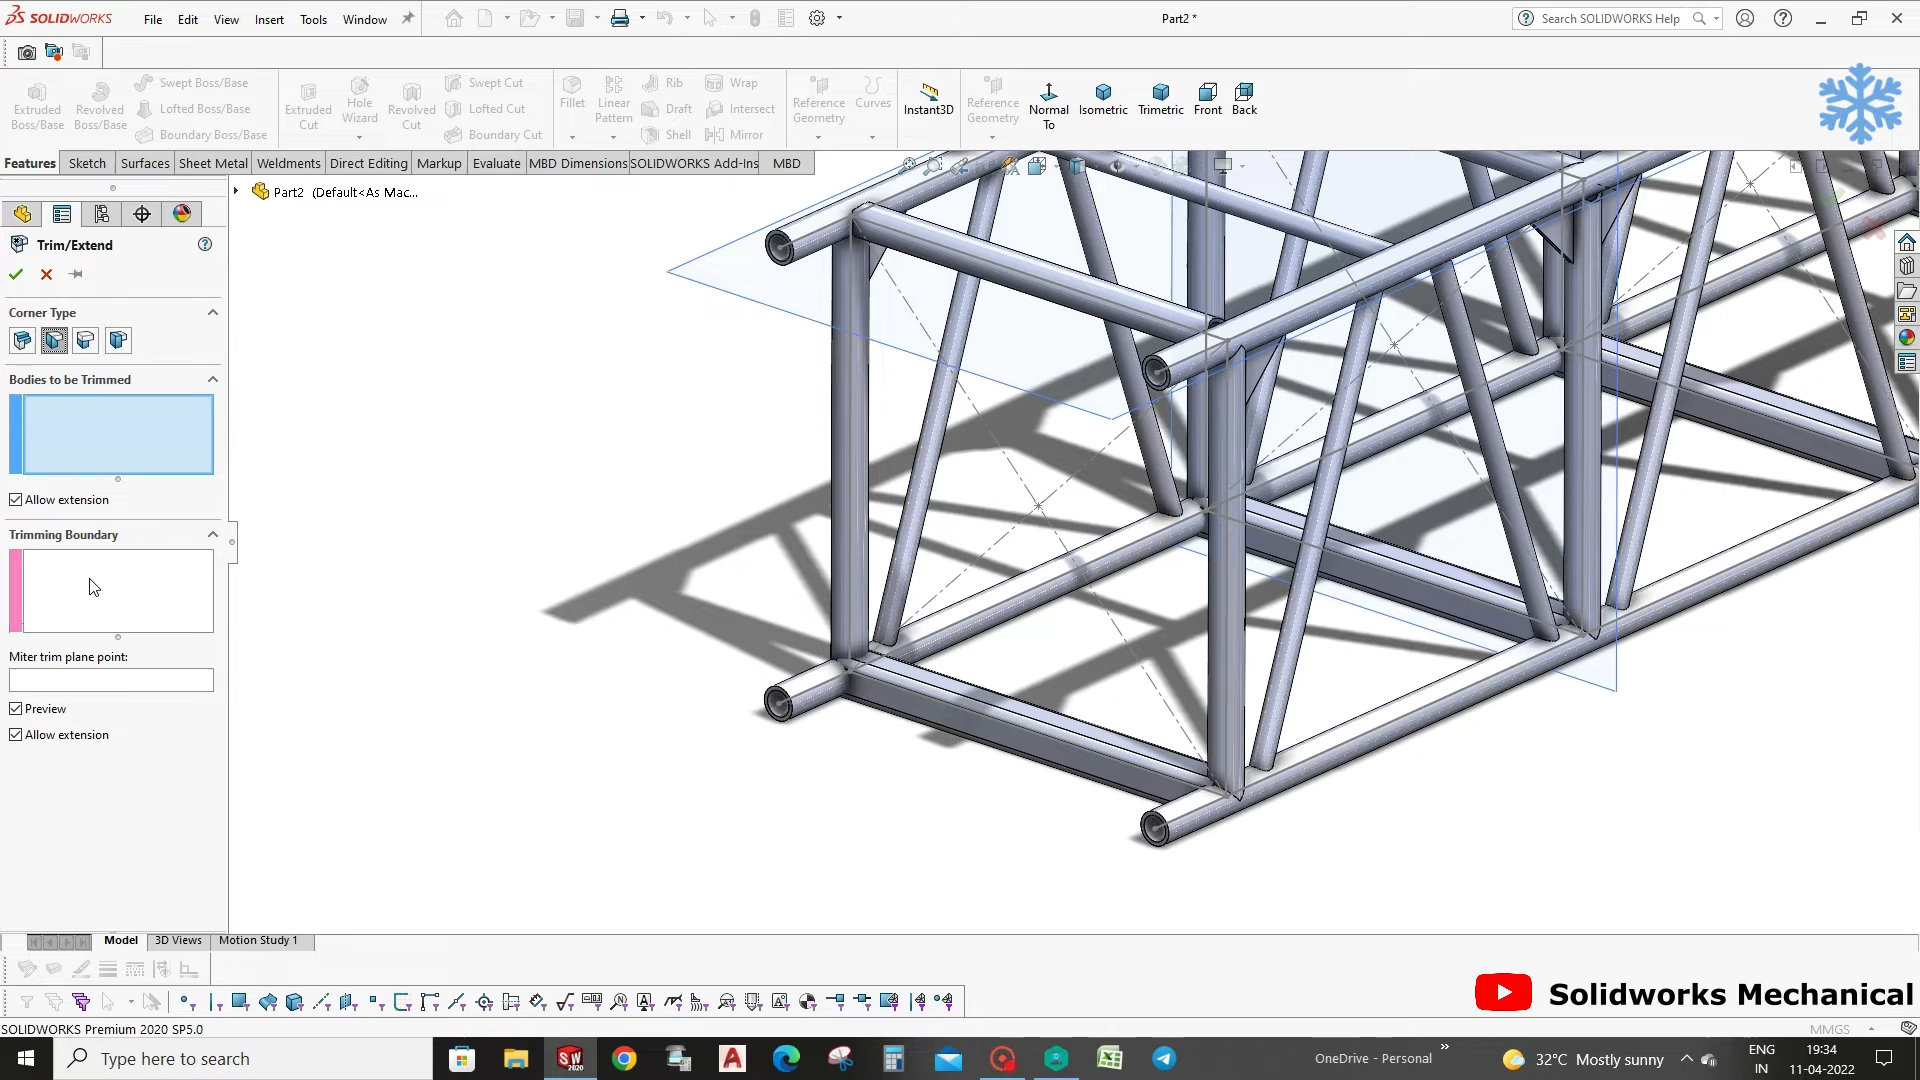 SOLIDWORKS
File Edit View Insert Tools Window
Part2 *
Search SOLIDWORKS Help
Extruded Boss/Base
Revolved Boss/Base
Swept Boss/Base
Lofted Boss/Base
Boundary Boss/Base
Extruded Cut
Hole Wizard
Revolved Cut
Swept Cut
Lofted Cut
Boundary Cut
Fillet
Linear Pattern
Rib
Draft
Shell
Wrap
Intersect
Mirror
Reference Geometry
Curves
Instant3D
Reference Geometry
Normal To
Isometric
Trimetric
Front
Back
Features Sketch Surfaces Sheet Metal Weldments Direct Editing Markup Evaluate MBD Dimensions SOLIDWORKS Add-Ins MBD
Part2 (Default<As Mac...
Trim/Extend
Corner Type
Bodies to be Trimmed
Allow extension
Trimming Boundary
Miter trim plane point:
Preview
Allow extension
Model 3D Views Motion Study 1
Solidworks Mechanical
SOLIDWORKS Premium 2020 SP5.0
MMGS
Type here to search
SW 2020
OneDrive - Personal
32°C Mostly sunny
ENG
IN
19:34
11-04-2022